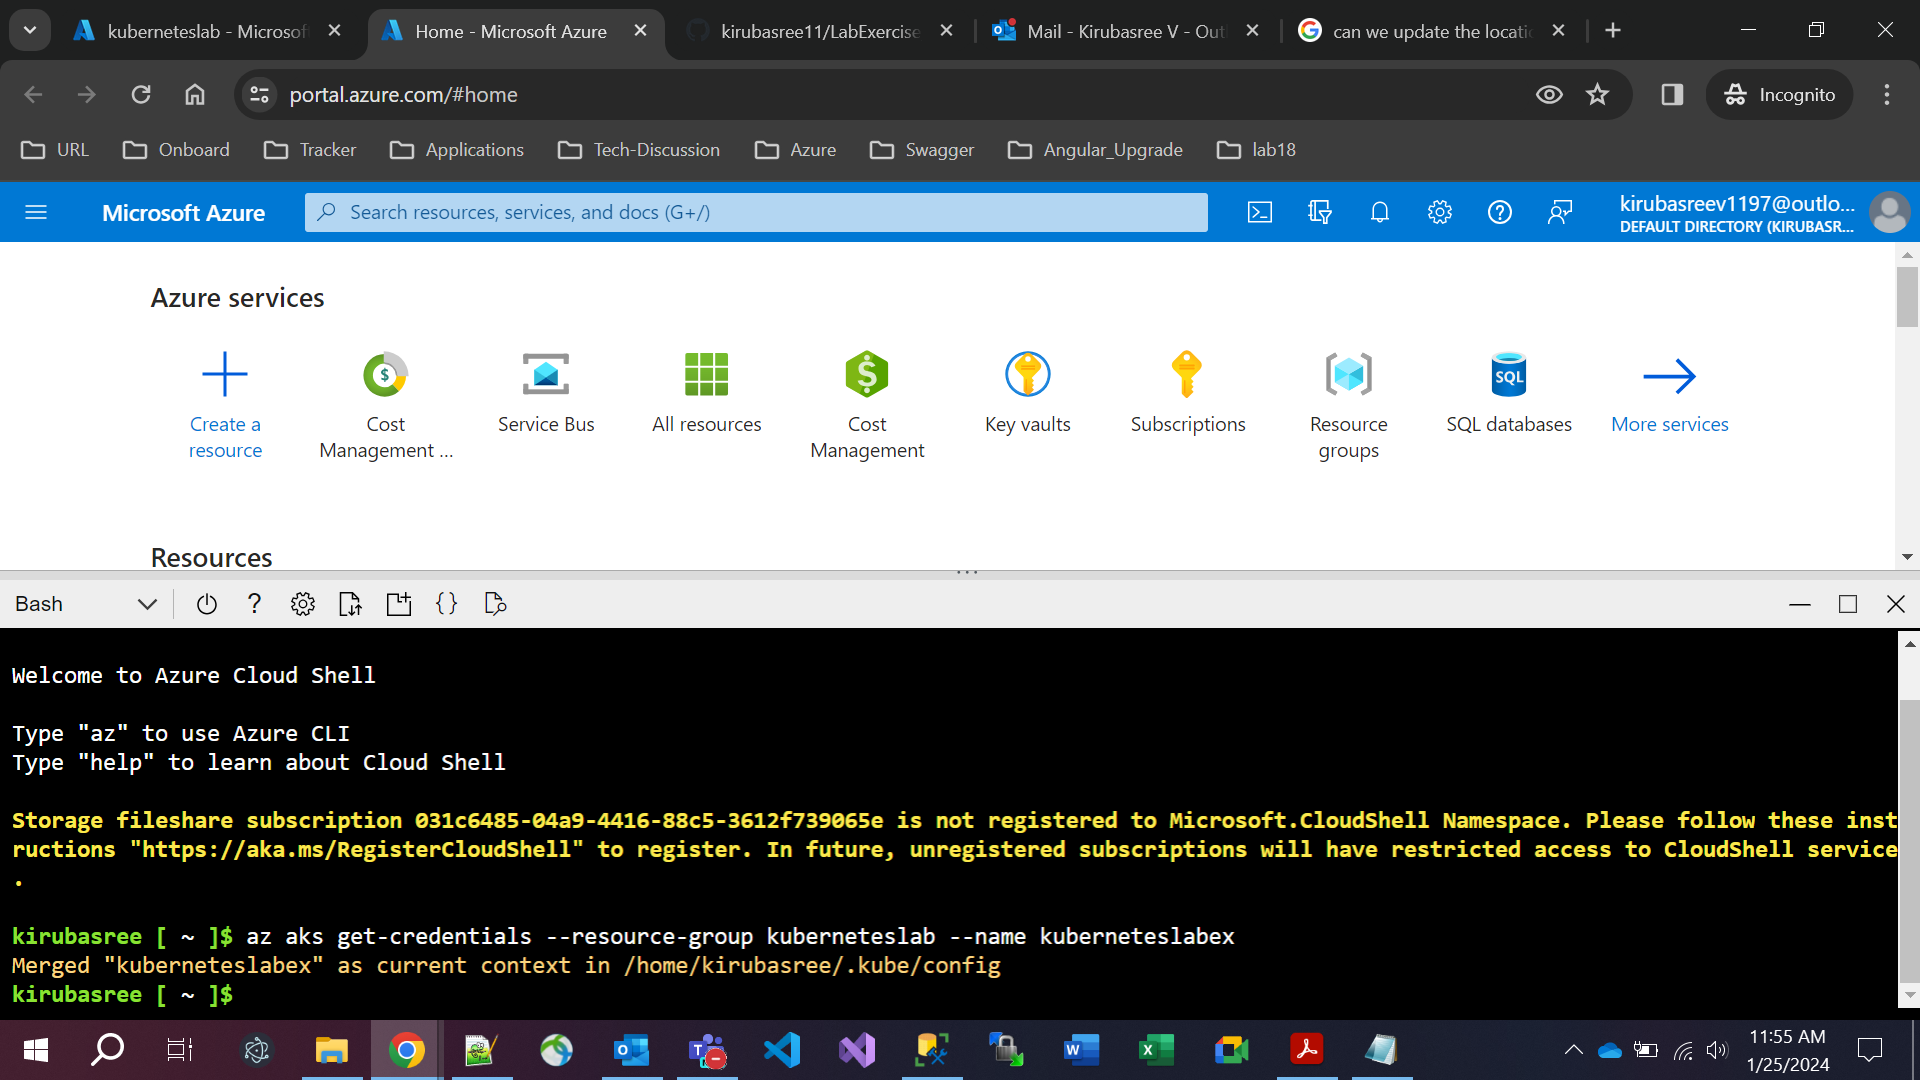 kuberneteslab - Microsof
Home - Microsoft Azure
kirubasree11/LabExercise
Mail - Kirubasree V - Out
can we update the locati
portal.azure.com/#home
Incognito
URL
Onboard
Tracker
Applications
Tech-Discussion
Azure
Swagger
Angular_Upgrade
lab18
Microsoft Azure
Search resources, services, and docs (G+/)
kirubasreev1197@outlo...
DEFAULT DIRECTORY (KIRUBASR...
Azure services
Create a
resource
Cost
Management ...
Service Bus
All resources
Cost
Management
Key vaults
Subscriptions
Resource
groups
SQL
SQL databases
More services
Resources
Bash
Welcome to Azure Cloud Shell
Type "az" to use Azure CLI
Type "help" to learn about Cloud Shell
Storage fileshare subscription 031c6485-04a9-4416-88c5-3612f739065e is not registered to Microsoft.CloudShell Namespace. Please follow these inst
ructions "https://aka.ms/RegisterCloudShell" to register. In future, unregistered subscriptions will have restricted access to CloudShell service
.
kirubasree [ ~ ]$ az aks get-credentials --resource-group kuberneteslab --name kuberneteslabex
Merged "kuberneteslabex" as current context in /home/kirubasree/.kube/config
kirubasree [ ~ ]$
11:55 AM
1/25/2024